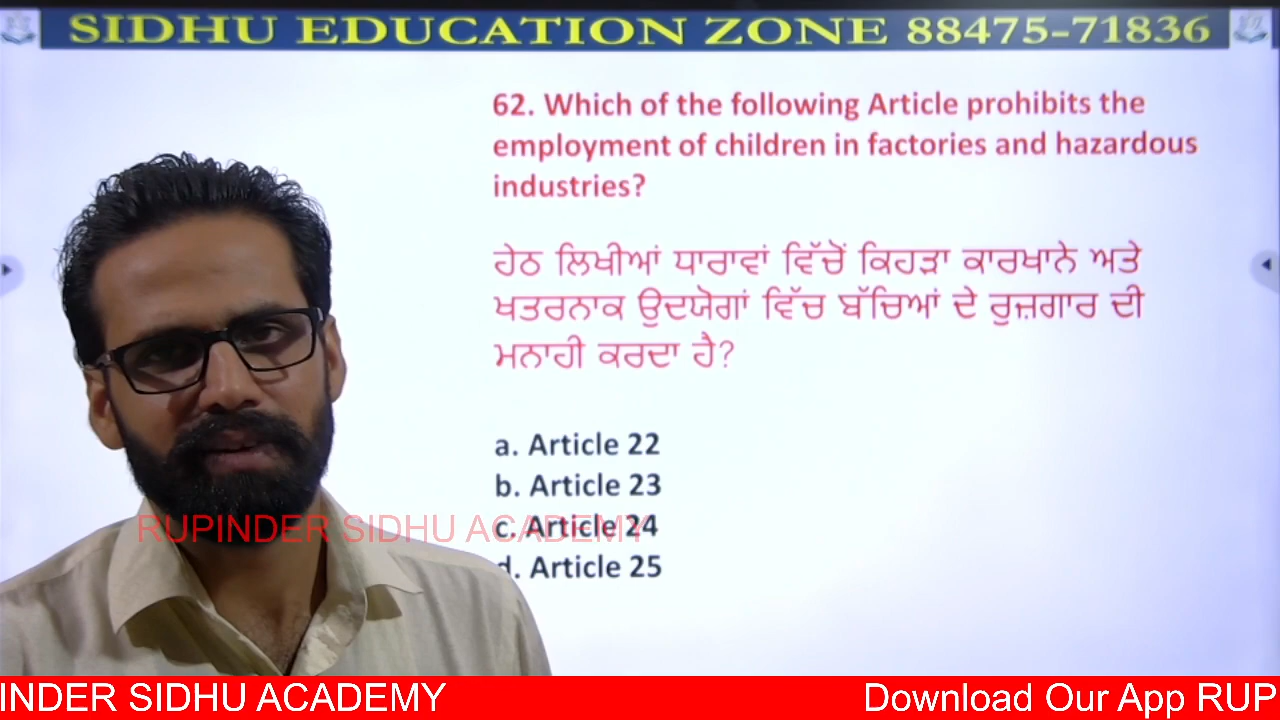 SIDHU EDUCATION ZONE 88475-71836
62. Which of the following Article prohibits the
employment of children in factories and hazardous
industries?
ਹੇਠ ਲਿਖੀਆਂ ਧਾਰਾਵਾਂ ਵਿੱਚੋਂ ਕਿਹੜਾ ਕਾਰਖਾਨੇ ਅਤੇ
ਖਤਰਨਾਕ ਉਦਯੋਗਾਂ ਵਿੱਚ ਬੱਚਿਆਂ ਦੇ ਰੁਜ਼ਗਾਰ ਦੀ
ਮਨਾਹੀ ਕਰਦਾ ਹੈ?
a. Article 22
b. Article 23
c. Article 24
d. Article 25
RUPINDER SIDHU ACADEMY
INDER SIDHU ACADEMY
Download Our App RUP